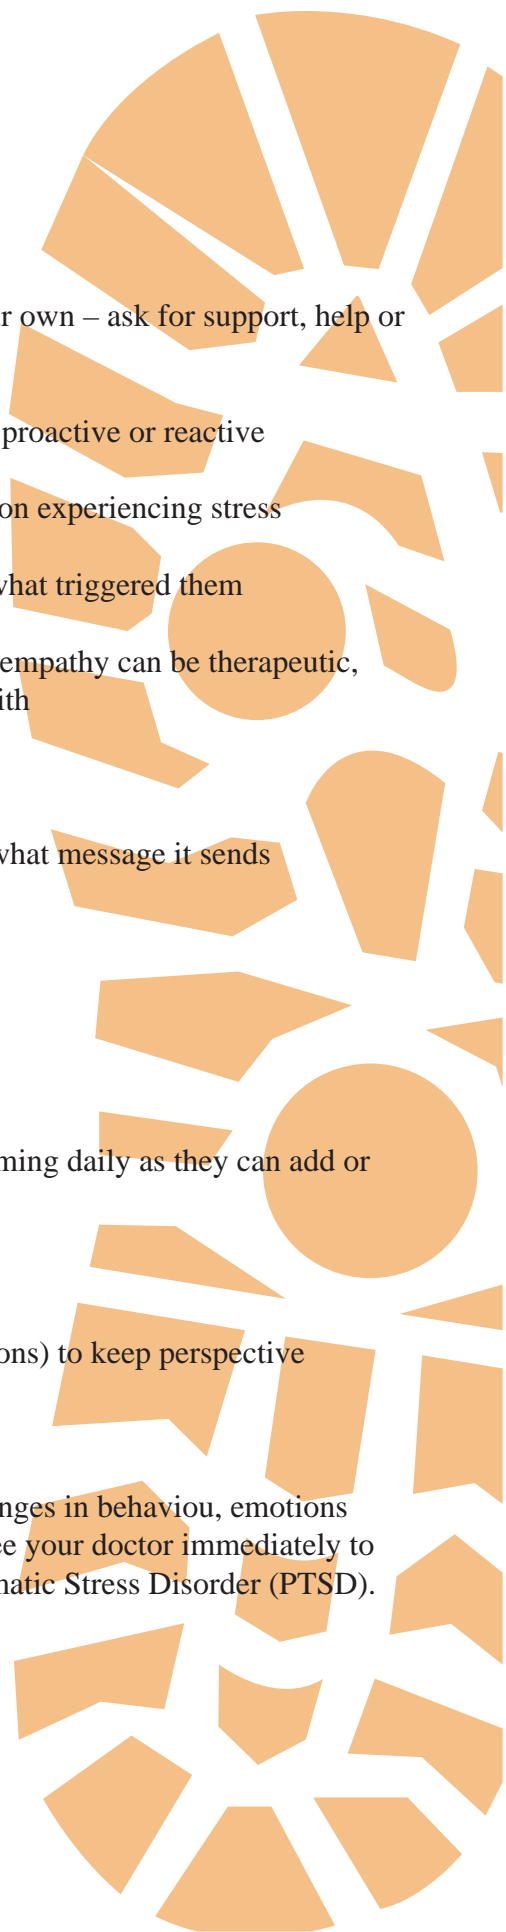 r own – ask for support, help or
proactive or reactive
on experiencing stress
what triggered them
empathy can be therapeutic,
ith
what message it sends
ming daily as they can add or
ons) to keep perspective
nges in behaviou, emotions
ee your doctor immediately to
matic Stress Disorder (PTSD).